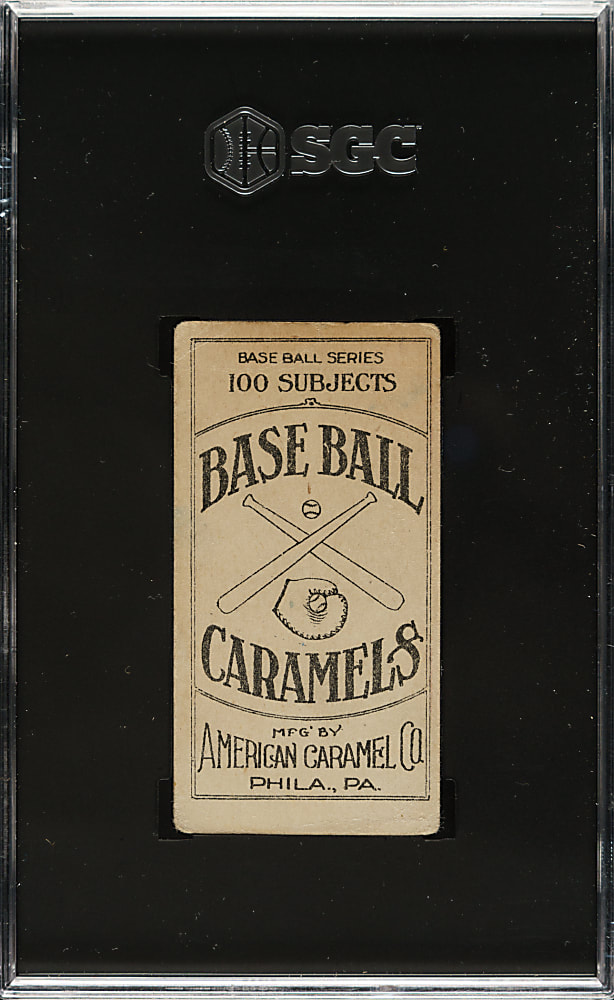 SGC
BASE BALL SERIES
100 SUBJECTS
BASE BALL
CARAMELS
MFG' BY
AMERICAN CARAMEL CO
PHILA., PA.